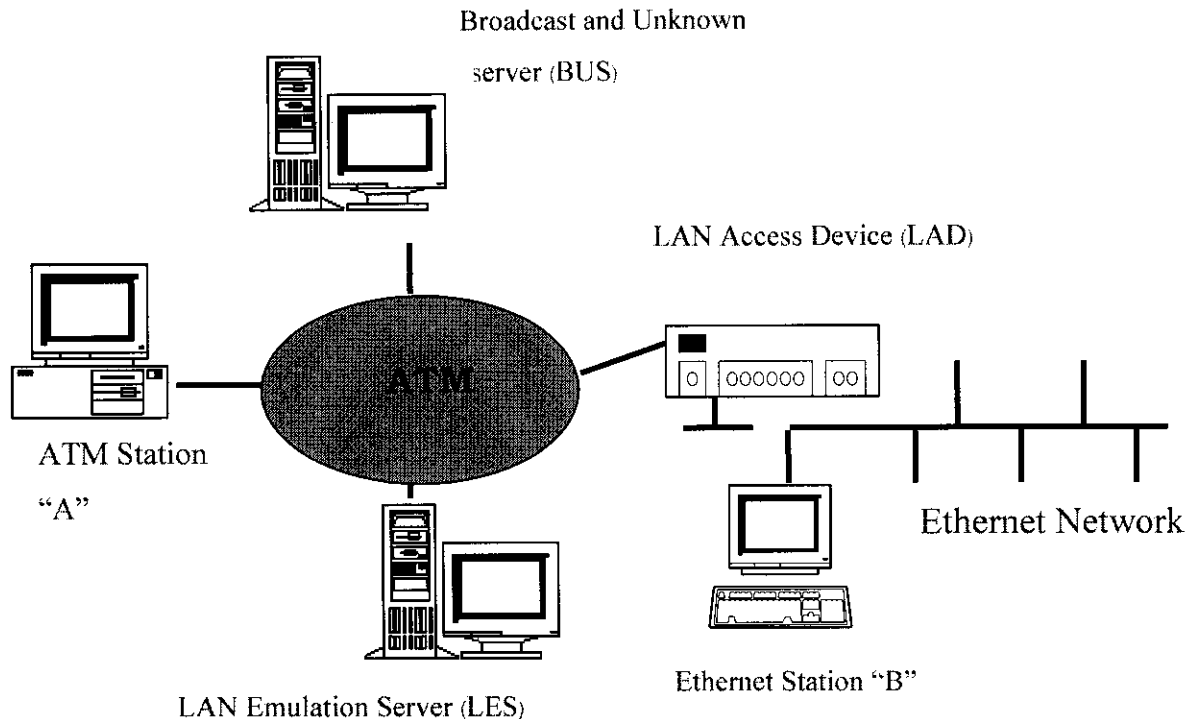 Broadcast and Unknown
server (BUS)
LAN Access Device (LAD)
ATM
ATM Station
“A”
Ethernet Network
Ethernet Station “B”
LAN Emulation Server (LES)